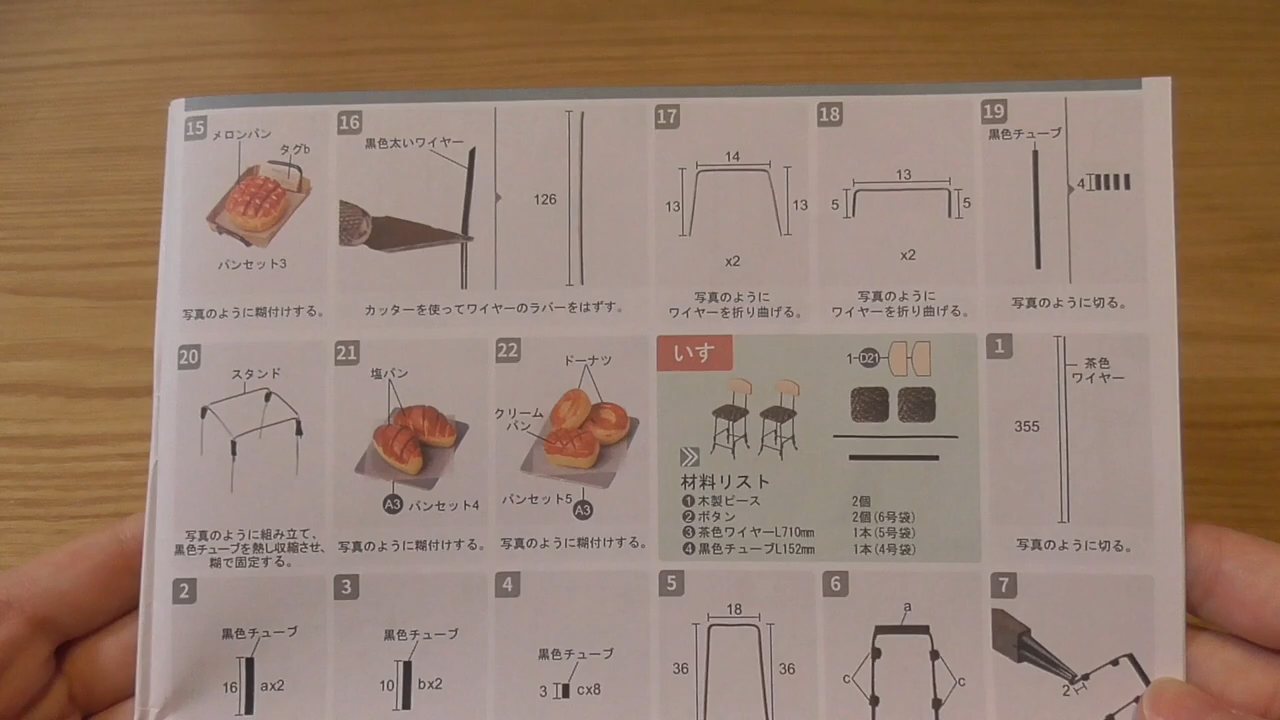 15
メロンパン
タグb
パンセット3
写真のように糊付けする。
16
黒色太いワイヤー
126
カッターを使ってワイヤーのラバーをはずす。
17
14
13
13
x2
写真のように
ワイヤーを折り曲げる。
18
13
5
5
x2
写真のように
ワイヤーを折り曲げる。
19
黒色チューブ
4
写真のように切る。
20
スタンド
写真のように組み立て、
黒色チューブを熱し収縮させ、
糊で固定する。
21
塩パン
A3 パンセット4
写真のように糊付けする。
22
ドーナツ
クリーム
パン
パンセット5 A3
写真のように糊付けする。
いす
1-D21
材料リスト
❶木製ピース 2個
❷ボタン 2個(6号袋)
❸茶色ワイヤーL710mm 1本(5号袋)
❹黒色チューブL152mm 1本(4号袋)
1
茶色
ワイヤー
355
写真のように切る。
2
黒色チューブ
16 ax2
3
黒色チューブ
10 bx2
4
黒色チューブ
3 cx8
5
18
36
36
6
a
c
c
7
2